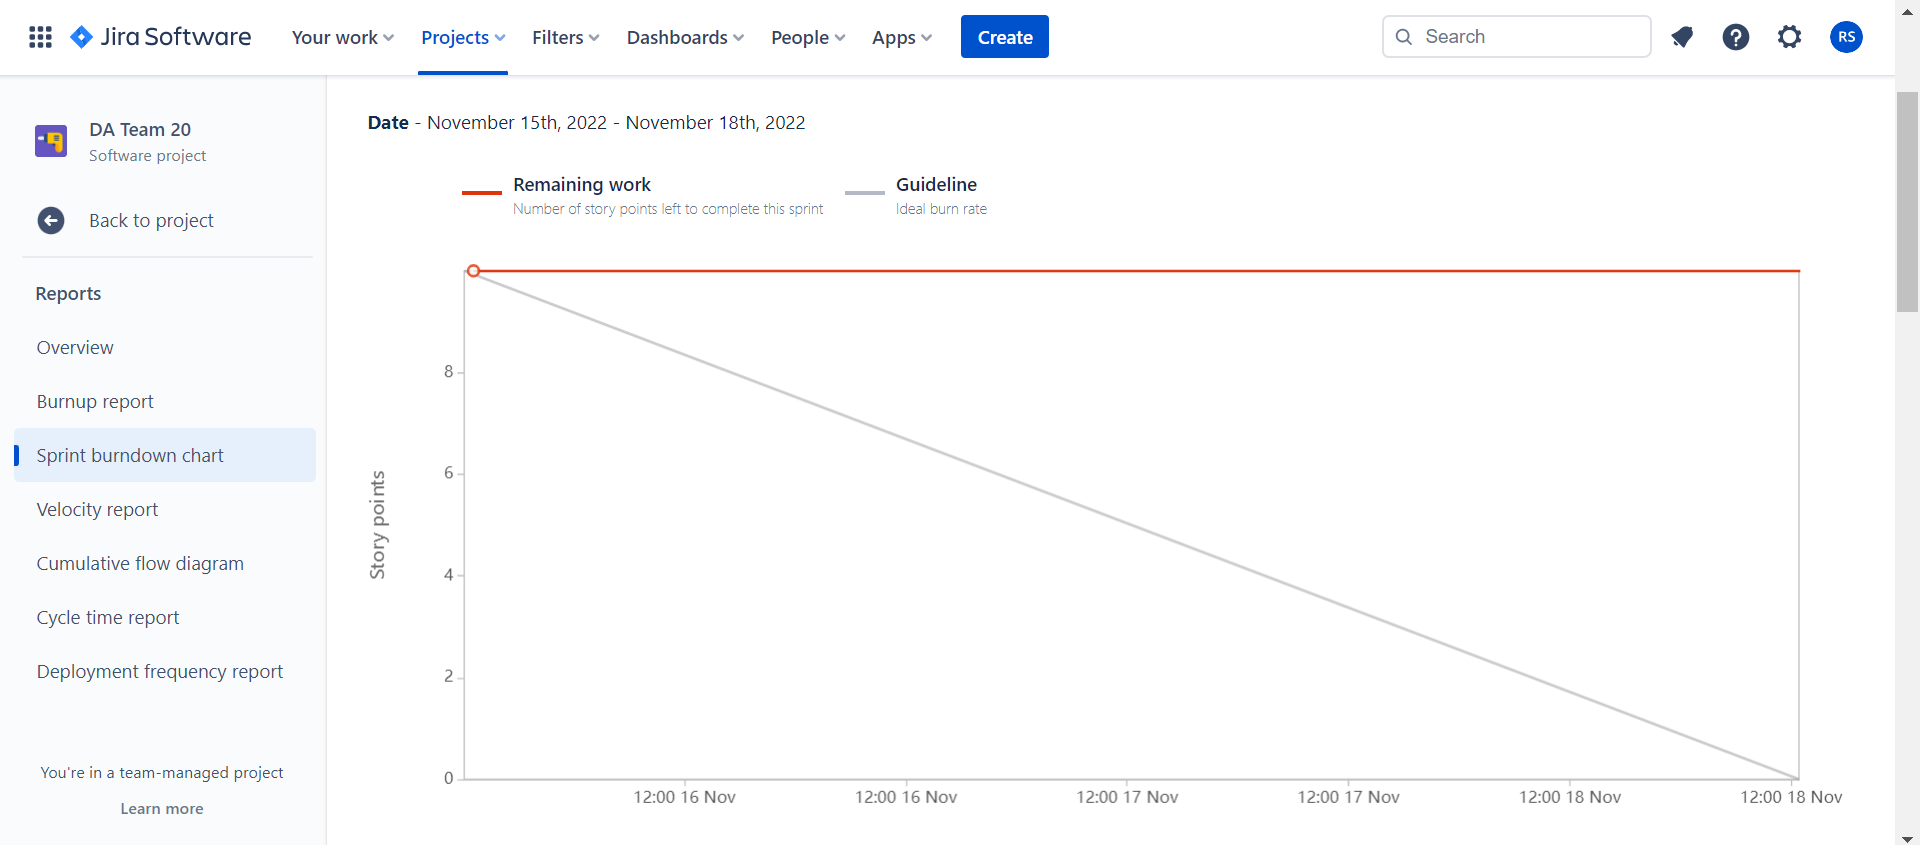 Jira Software
Your work
Projects
Filters
Dashboards
People
Apps
Create
Search
RS
DA Team 20
Software project
Back to project
Reports
Overview
Burnup report
Sprint burndown chart
Velocity report
Cumulative flow diagram
Cycle time report
Deployment frequency report
You're in a team-managed project
Learn more
Date - November 15th, 2022 - November 18th, 2022
Remaining work
Number of story points left to complete this sprint
Guideline
Ideal burn rate
Story points
8
6
4
2
0
12:00 16 Nov
12:00 16 Nov
12:00 17 Nov
12:00 17 Nov
12:00 18 Nov
12:00 18 Nov